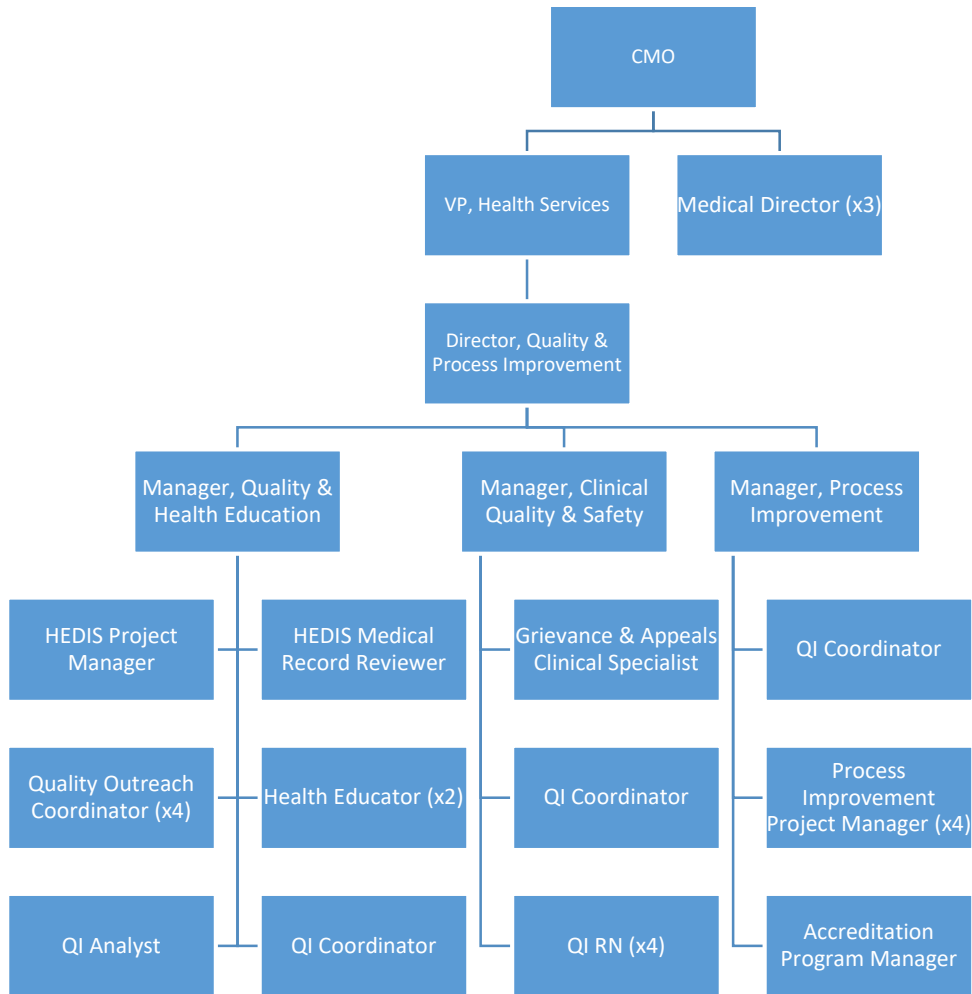 CMO
VP, Health Services
Medical Director (x3)
Director, Quality &
Process Improvement
Manager, Quality &
Health Education
Manager, Clinical
Quality & Safety
Manager, Process
Improvement
HEDIS Project
Manager
HEDIS Medical
Record Reviewer
Grievance & Appeals
Clinical Specialist
QI Coordinator
Quality Outreach
Coordinator (x4)
Health Educator (x2)
QI Coordinator
Process
Improvement
Project Manager (x4)
QI Analyst
QI Coordinator
QI RN (x4)
Accreditation
Program Manager